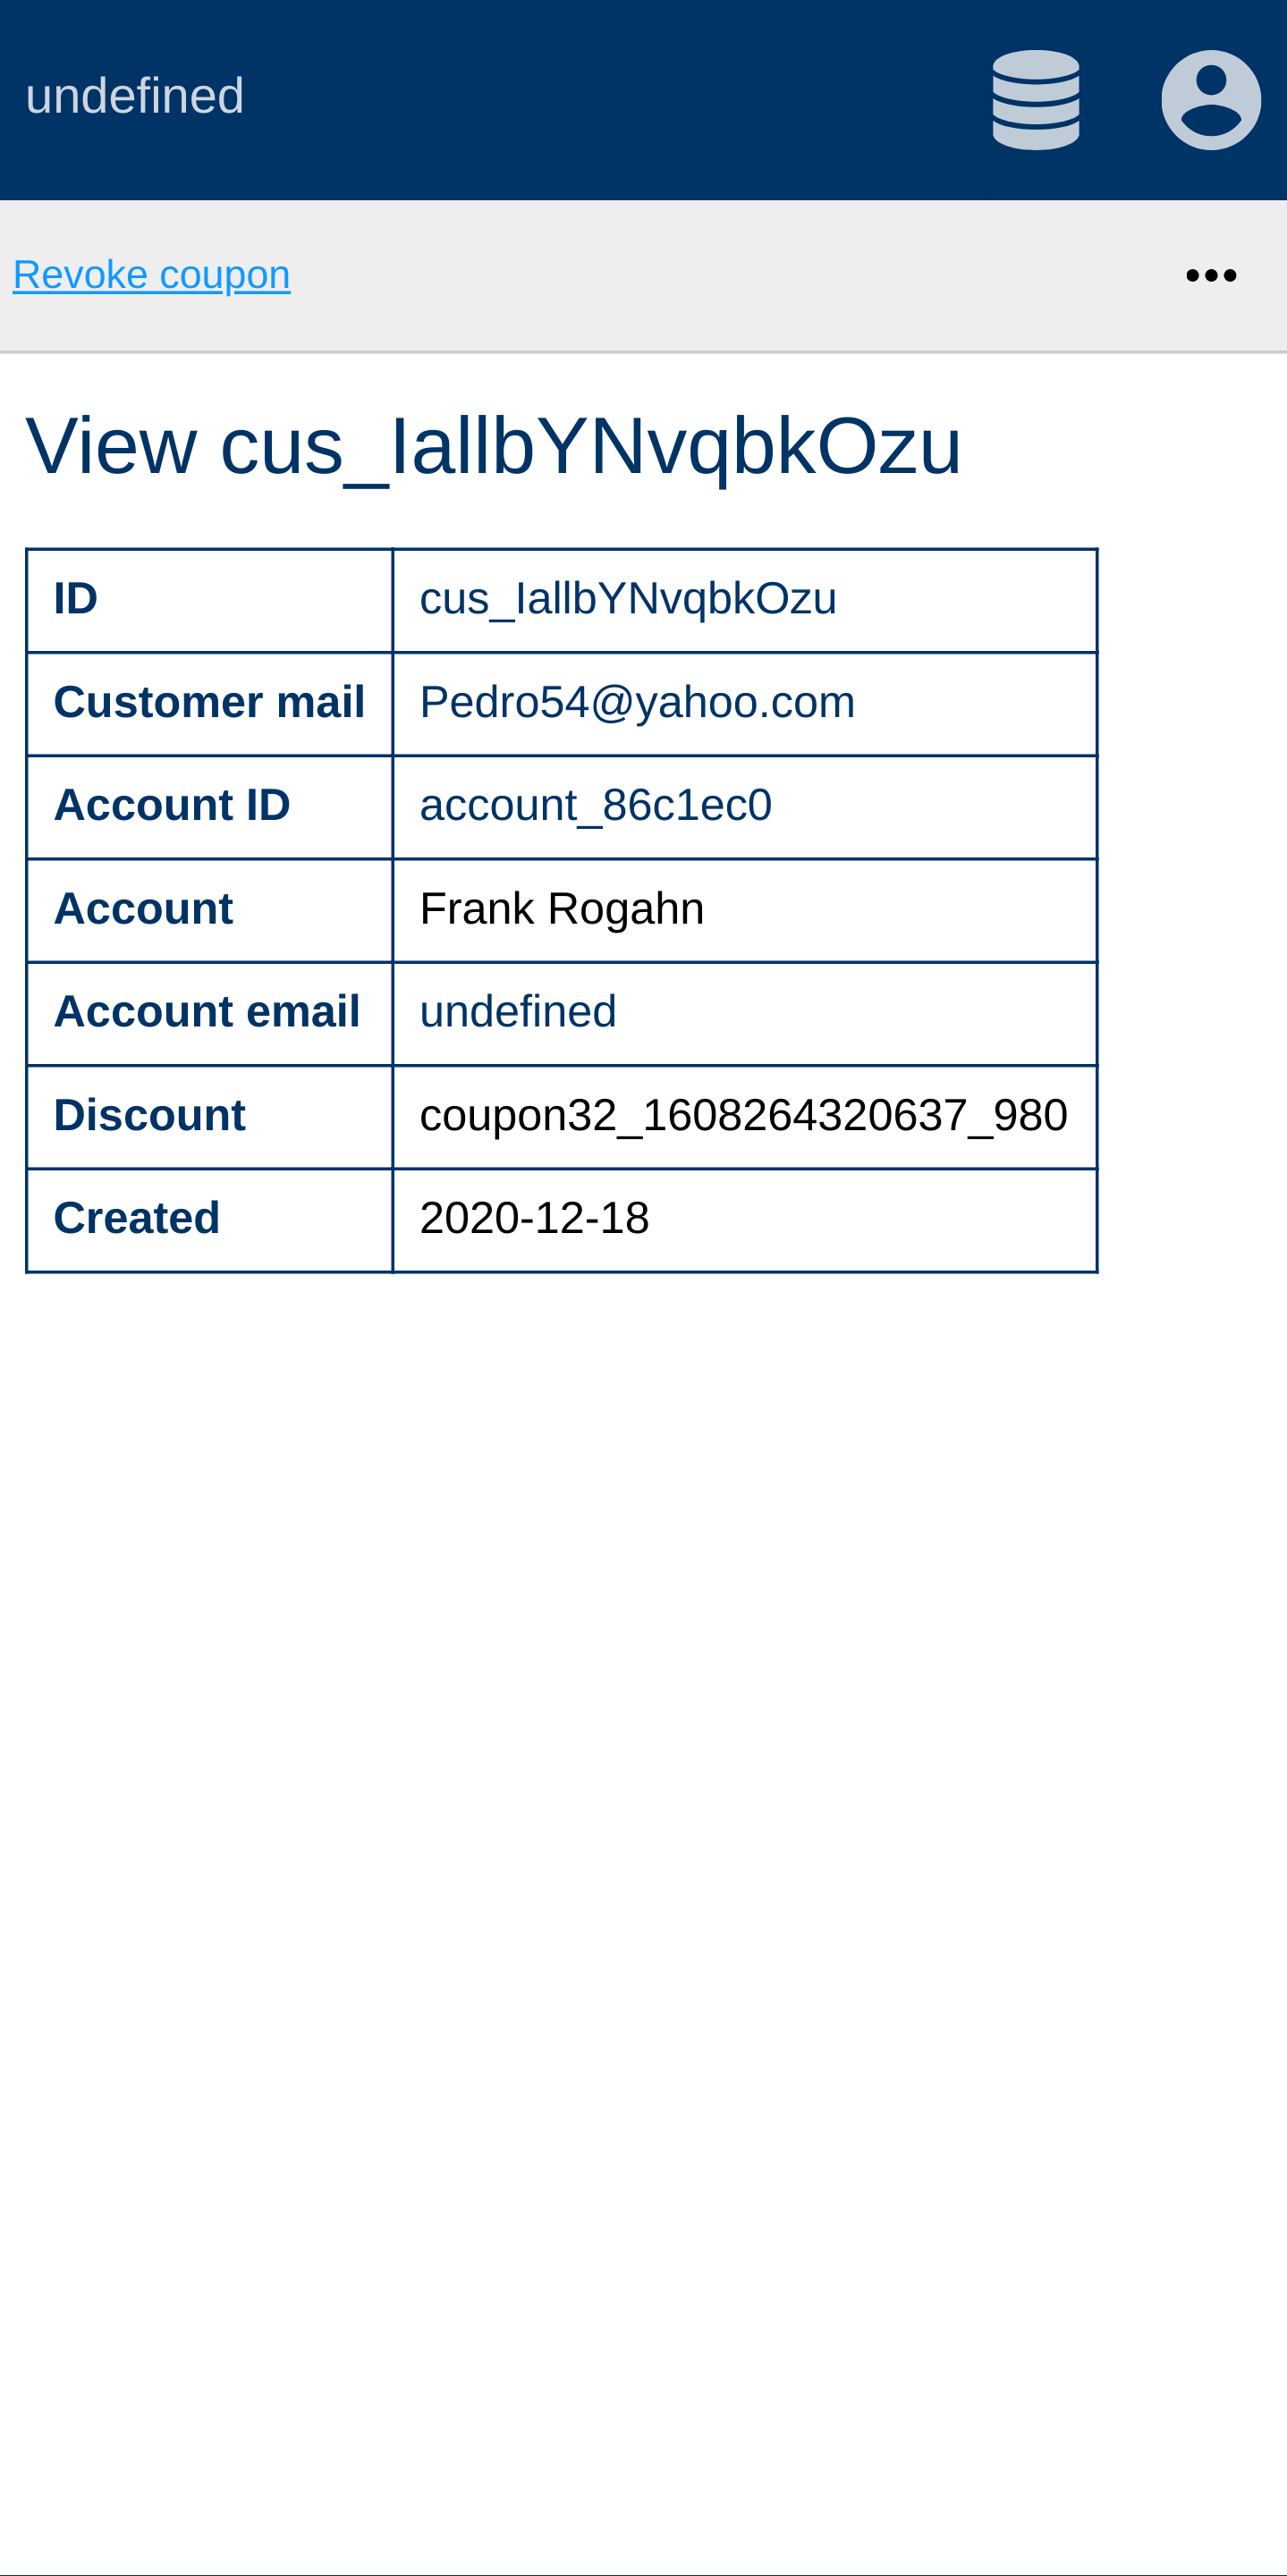 undefined
Revoke coupon
View cus_IallbYNvqbkOzu
ID cus_IallbYNvqbkOzu
Customer mail Pedro54@yahoo.com
Account ID account_86c1ec0
Account Frank Rogahn
Account email undefined
Discount coupon32_1608264320637_980
Created 2020-12-18